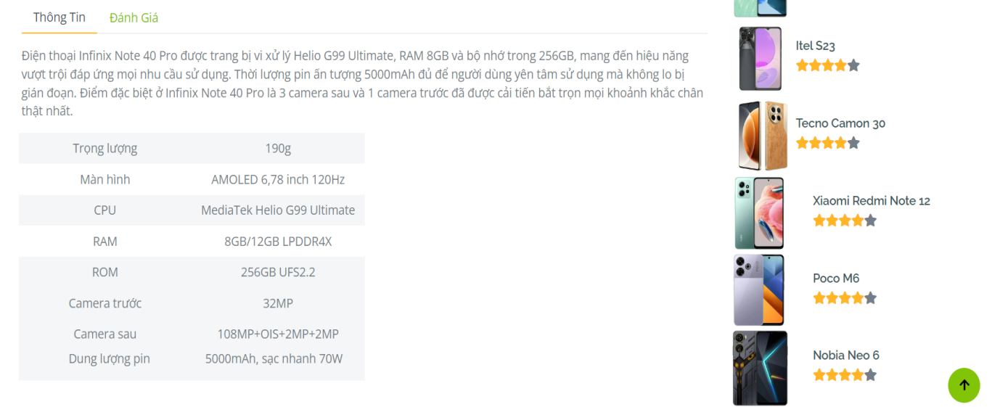 Thông Tin Đánh Giá
Điện thoại Infinix Note 40 Pro được trang bị vi xử lý Helio G99 Ultimate, RAM 8GB và bộ nhớ trong 256GB, mang đến hiệu năng
vượt trội đáp ứng mọi nhu cầu sử dụng. Thời lượng pin ấn tượng 5000mAh đủ để người dùng yên tâm sử dụng mà không lo bị
gián đoạn. Điểm đặc biệt ở Infinix Note 40 Pro là 3 camera sau và 1 camera trước đã được cải tiến bắt trọn mọi khoảnh khắc chân
thật nhất.
Trọng lượng 190g
Màn hình AMOLED 6,78 inch 120Hz
CPU MediaTek Helio G99 Ultimate
RAM 8GB/12GB LPDDR4X
ROM 256GB UFS2.2
Camera trước 32MP
Camera sau 108MP+OIS+2MP+2MP
Dung lượng pin 5000mAh, sạc nhanh 70W
Itel S23
Tecno Camon 30
Xiaomi Redmi Note 12
Poco M6
Nobia Neo 6